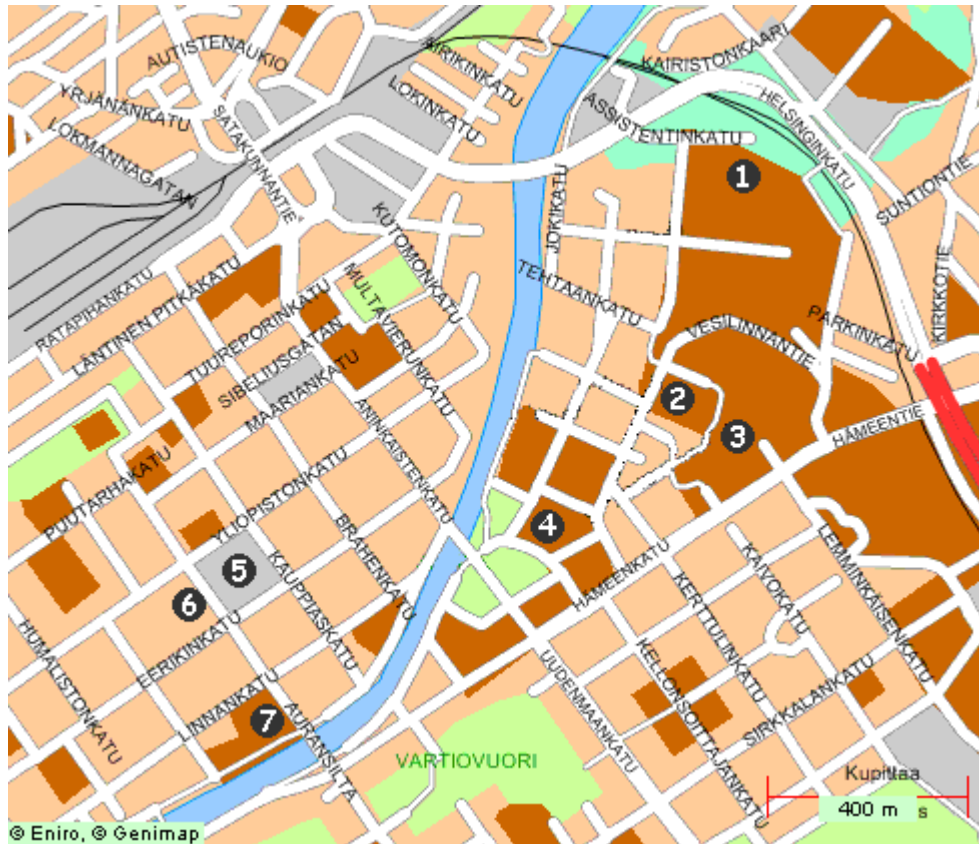 AIRIKINKATU
KAIRISTONKAARI
AUTISTENAUKIO
LOKINKATU
YRJÄNÄNKATU
SATAKUNNANTIE
ASSISTENTINKATU
HELSINGINKATU
LOKMANNAGATAN
1
SUNTIONTIE
KUTOMONKATU
JOKIKATU
TEHTAANKATU
KIRKKOTIE
RATAPIHANKATU
LÄNTINEN PITKÄKATU
MULTAVIERUNKATU
PARKINKATU
TUUREPORINKATU
VESILINNANTIE
SIBELIUSGATAN
MAARIANKATU
2
3
HÄMEENTIE
ANINKAISTENKATU
PUUTARHAKATU
YLIOPISTONKATU
4
BRAHENKATU
KAUPPIASKATU
5
6
HÄMEENKATU
KAIVOKATU
LEMMINKÄISENKATU
KERTTULINKATU
HUMALISTONKATU
EERIKINKATU
LINNANKATU
7
AURANSILTA
UUDENMAANKATU
KELLONSOITTAJANKATU
SIRKKALANKATU
VARTIOVUORI
Kupittaa
400 m
s
© Eniro, © Genimap